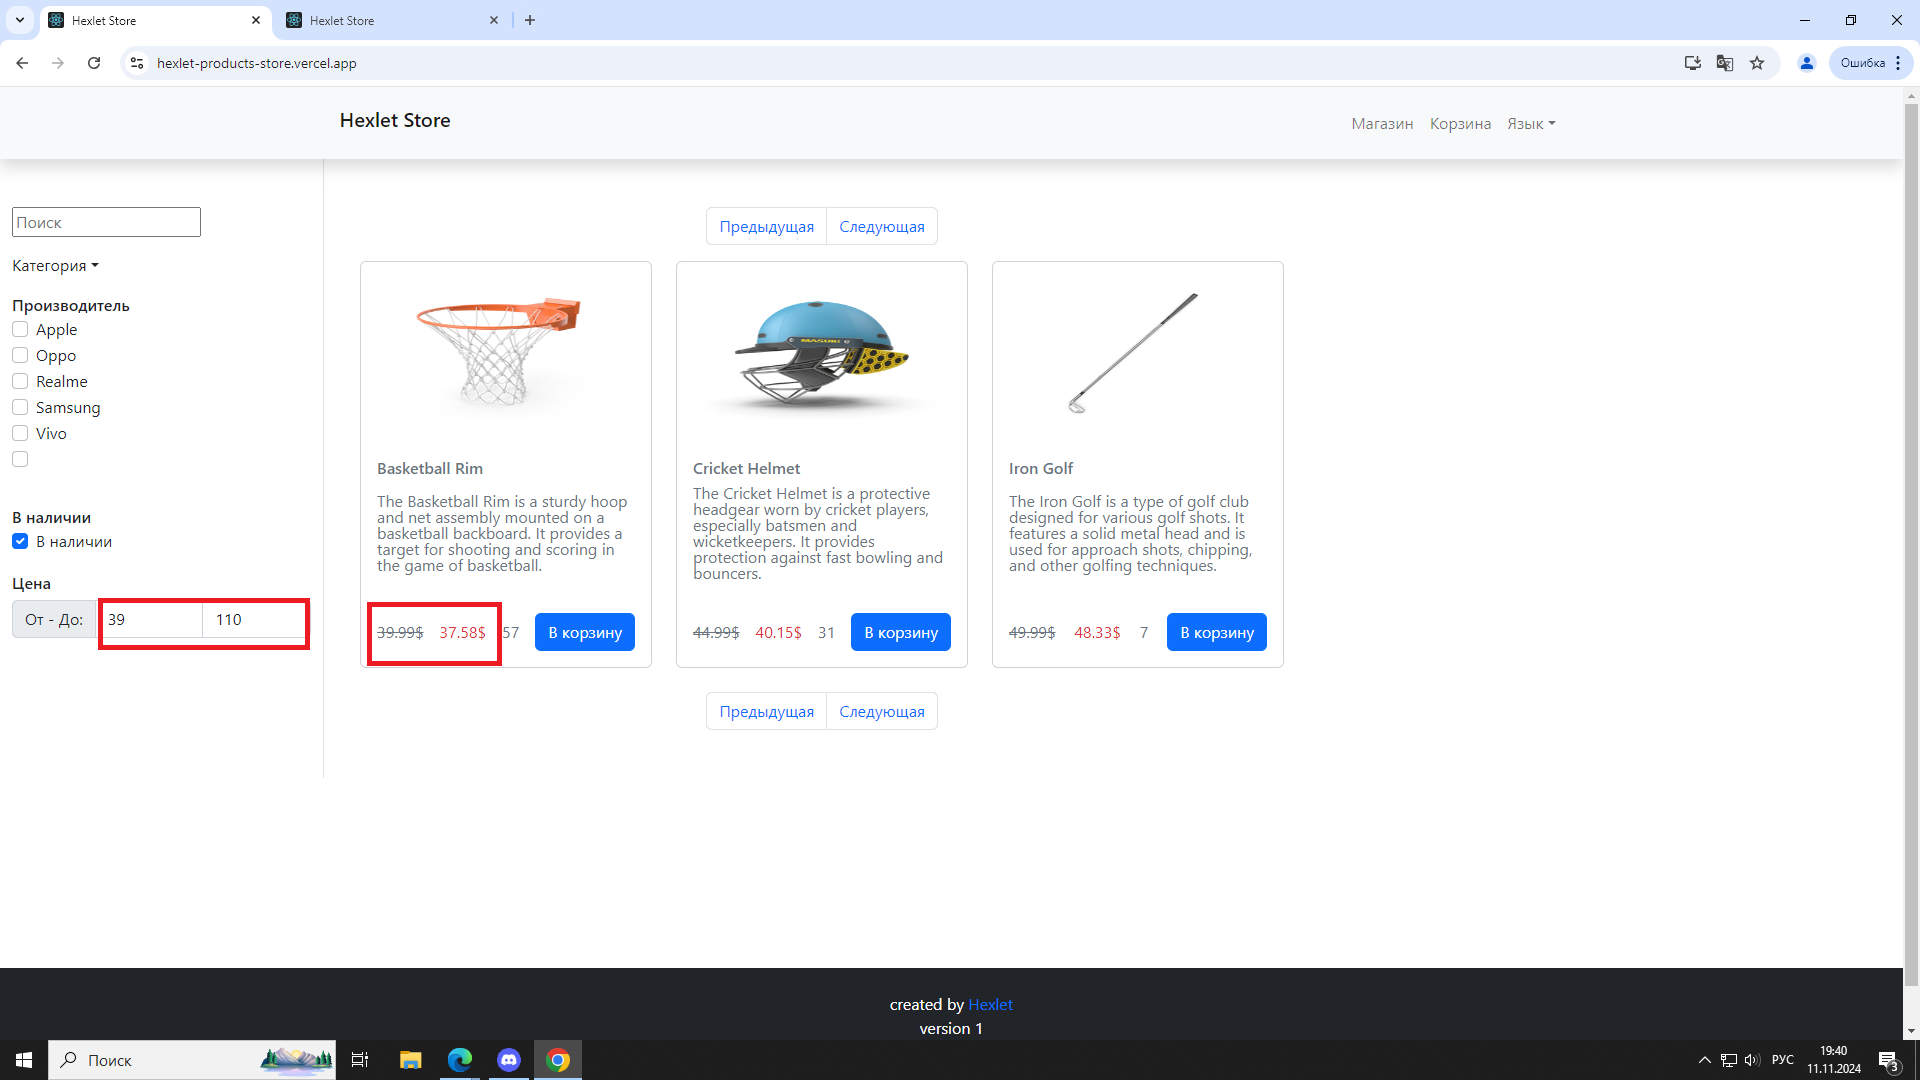 Hexlet Store
Hexlet Store
hexlet-products-store.vercel.app
Ошибка
Hexlet Store
Магазин Корзина Язык
Поиск
Категория
Производитель
Apple
Oppo
Realme
Samsung
Vivo
В наличии
В наличии
Цена
От - До: 39 110
Предыдущая Следующая
Basketball Rim
The Basketball Rim is a sturdy hoop
and net assembly mounted on a
basketball backboard. It provides a
target for shooting and scoring in
the game of basketball.
39.99$ 37.58$ 57 В корзину
MASURI
Cricket Helmet
The Cricket Helmet is a protective
headgear worn by cricket players,
especially batsmen and
wicketkeepers. It provides
protection against fast bowling and
bouncers.
44.99$ 40.15$ 31 В корзину
Iron Golf
The Iron Golf is a type of golf club
designed for various golf shots. It
features a solid metal head and is
used for approach shots, chipping,
and other golfing techniques.
49.99$ 48.33$ 7 В корзину
Предыдущая Следующая
created by Hexlet
version 1
Поиск
РУС
19:40
11.11.2024
3